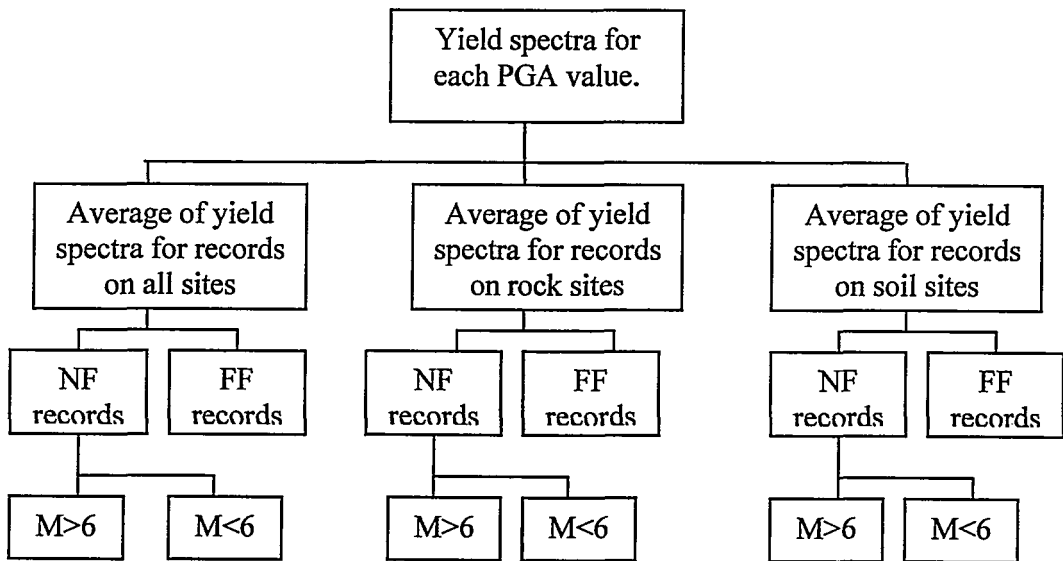 Yield spectra for
each PGA value.
Average of yield
spectra for records
on all sites
Average of yield
spectra for records
on rock sites
Average of yield
spectra for records
on soil sites
NF
records
FF
records
NF
records
FF
records
NF
records
FF
records
M>6
M<6
M>6
M<6
M>6
M<6